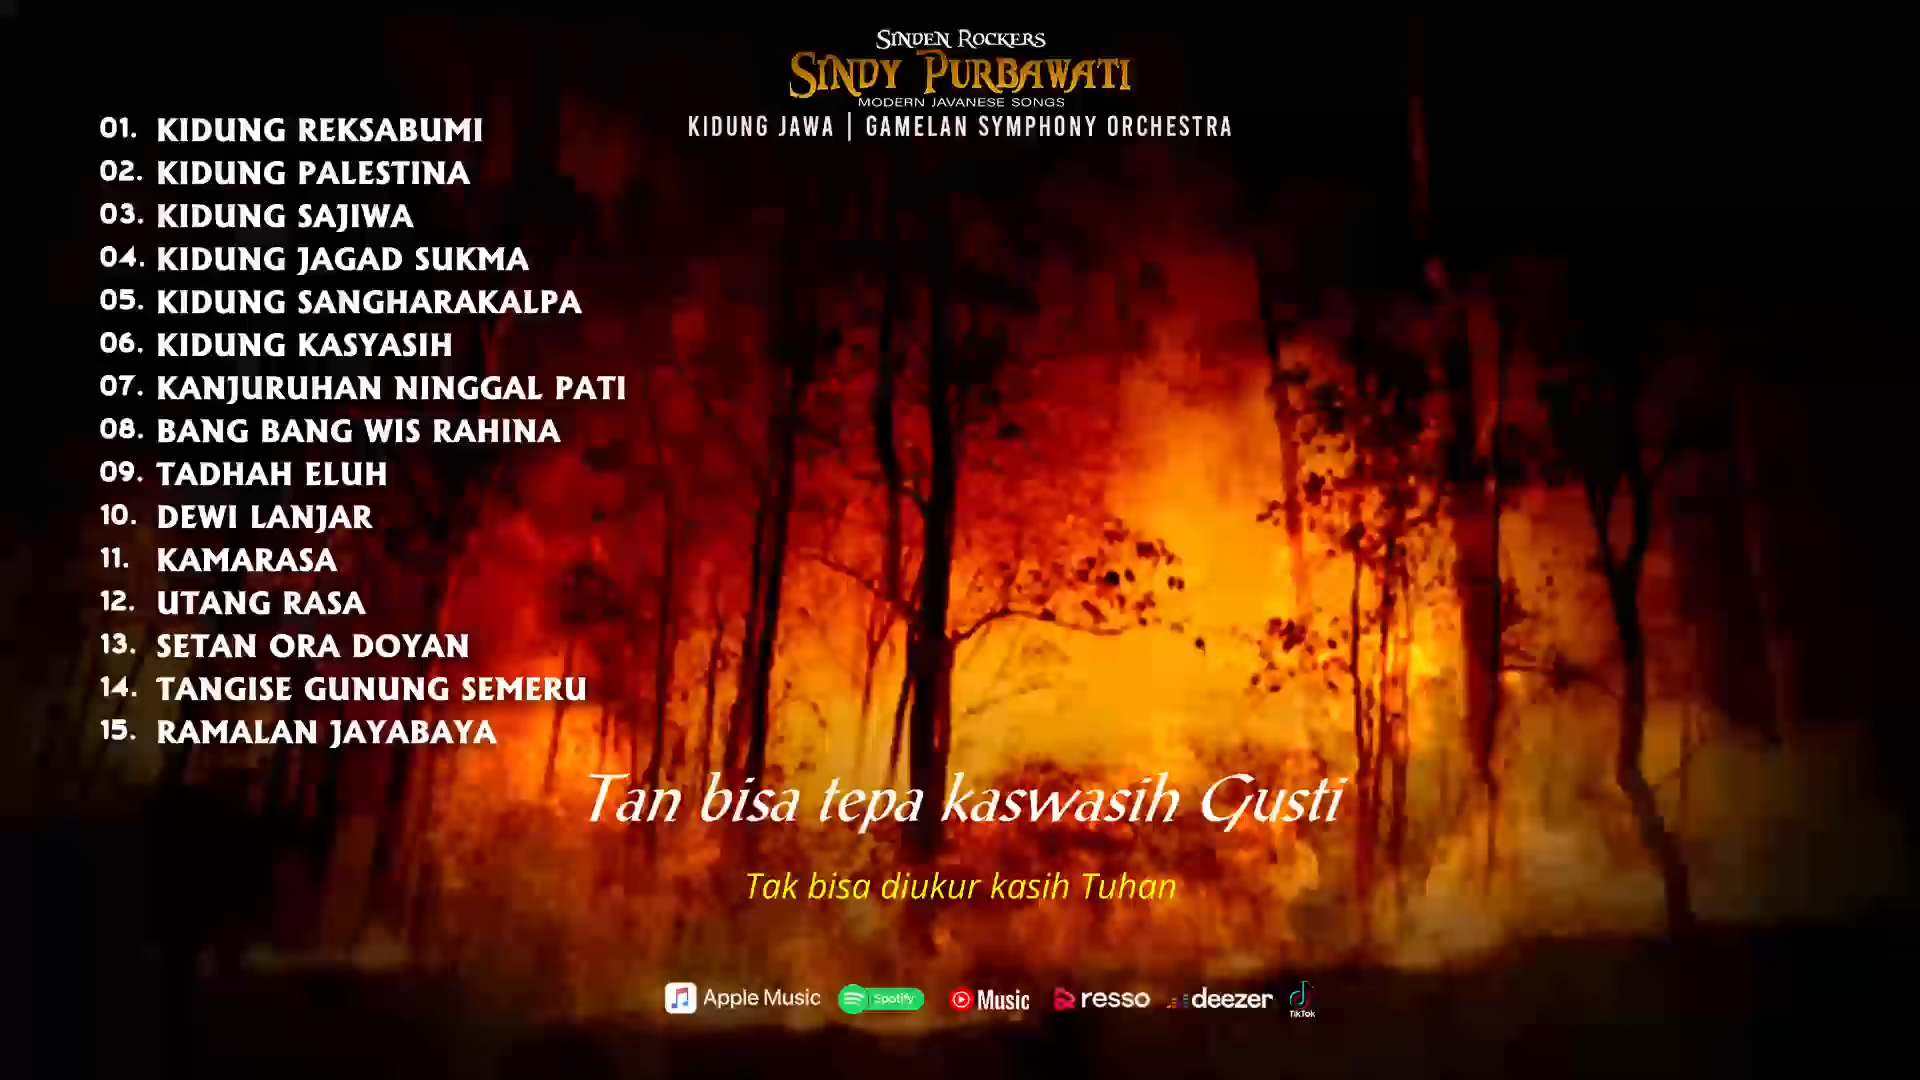 SINDEN ROCKERS
SINDY PURBAWATI
MODERN JAVANESE SONGS
KIDUNG JAWA | GAMELAN SYMPHONY ORCHESTRA
01. KIDUNG REKSABUMI
02. KIDUNG PALESTINA
03. KIDUNG SAJIWA
04. KIDUNG JAGAD SUKMA
05. KIDUNG SANGHARAKALPA
06. KIDUNG KASYASIH
07. KANJURUHAN NINGGAL PATI
08. BANG BANG WIS RAHINA
09. TADHAH ELUH
10. DEWI LANJAR
11. KAMARASA
12. UTANG RASA
13. SETAN ORA DOYAN
14. TANGISE GUNUNG SEMERU
15. RAMALAN JAYABAYA
Tan bisa tepa kaswasih Gusti
Tak bisa diukur kasih Tuhan
Apple Music Spotify Music resso deezer TikTok